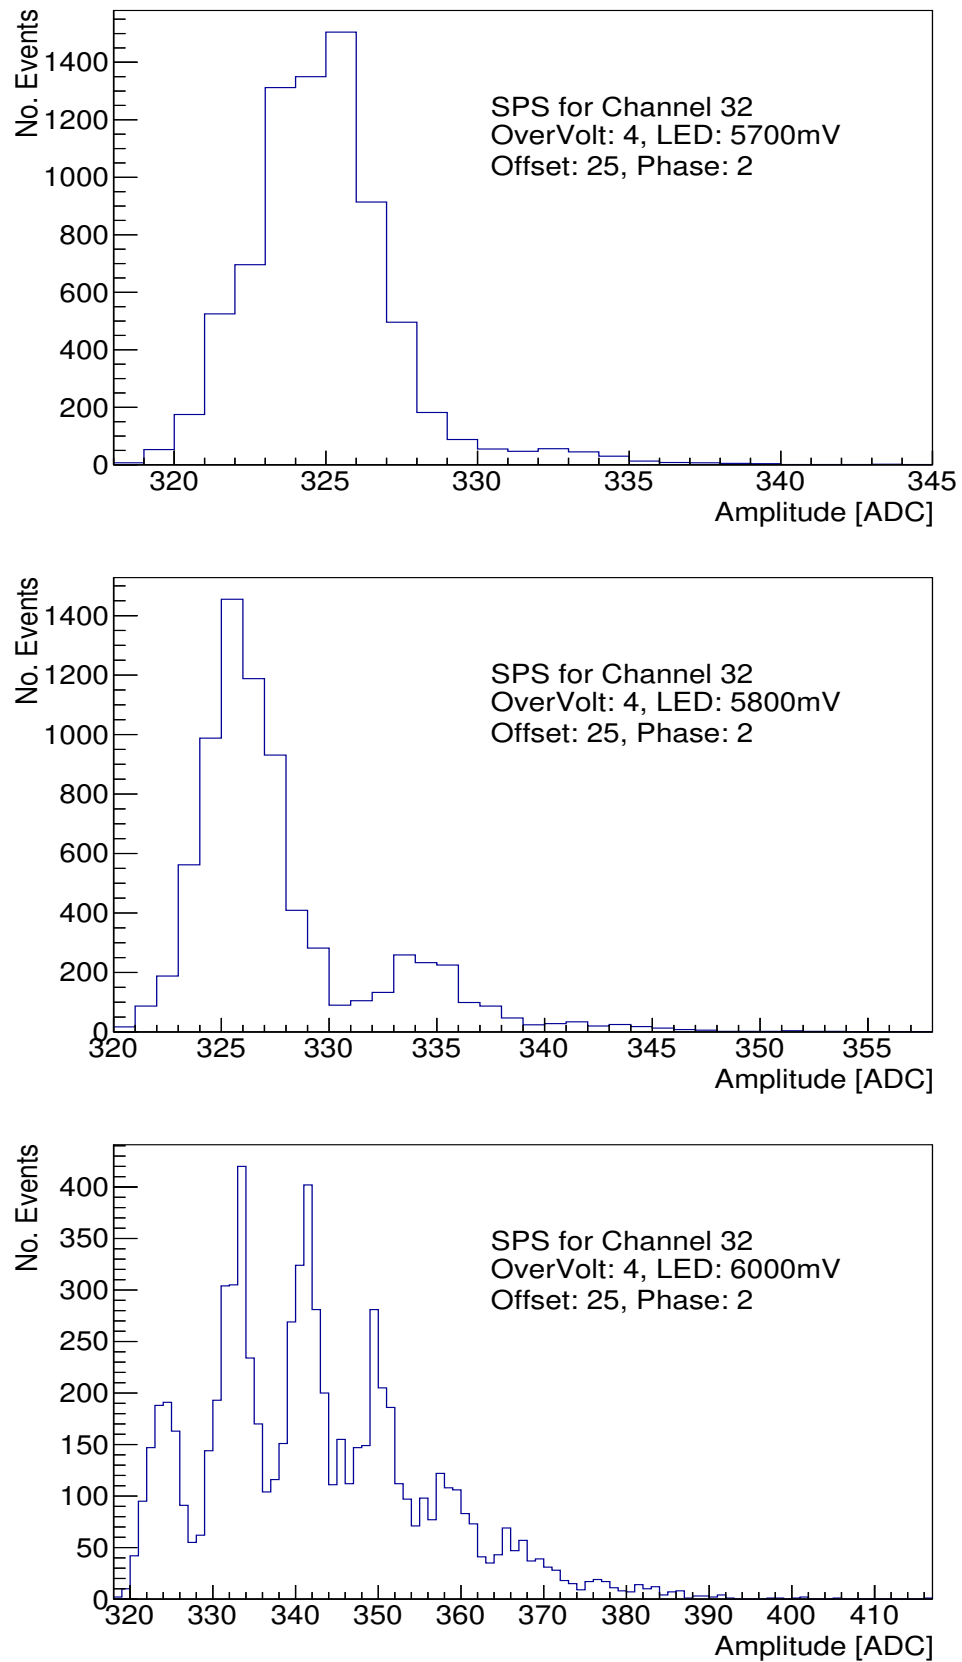 No. Events
1400
1200
1000
800
600
400
200
0
SPS for Channel 32
OverVolt: 4, LED: 5700mV
Offset: 25, Phase: 2
320 325 330 335 340 345
Amplitude [ADC]
No. Events
1400
1200
1000
800
600
400
200
0
SPS for Channel 32
OverVolt: 4, LED: 5800mV
Offset: 25, Phase: 2
320 325 330 335 340 345 350 355
Amplitude [ADC]
No. Events
400
350
300
250
200
150
100
50
0
SPS for Channel 32
OverVolt: 4, LED: 6000mV
Offset: 25, Phase: 2
320 330 340 350 360 370 380 390 400 410
Amplitude [ADC]